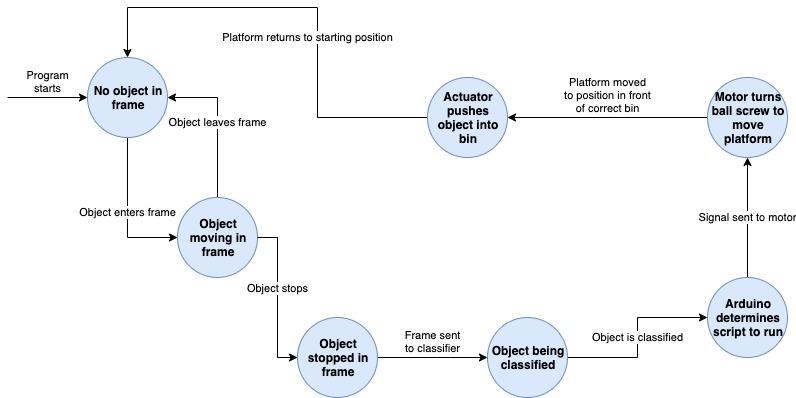 Platform returns to starting position
Program
starts
No object in
frame
Object leaves frame
Actuator
pushes
object into
bin
Platform moved
to position in front
of correct bin
Motor turns
ball screw to
move
platform
Object enters frame
Object
moving in
frame
Signal sent to motor
Object stops
Object
stopped in
frame
Frame sent
to classifier
Object being
classified
Object is classified
Arduino
determines
script to run